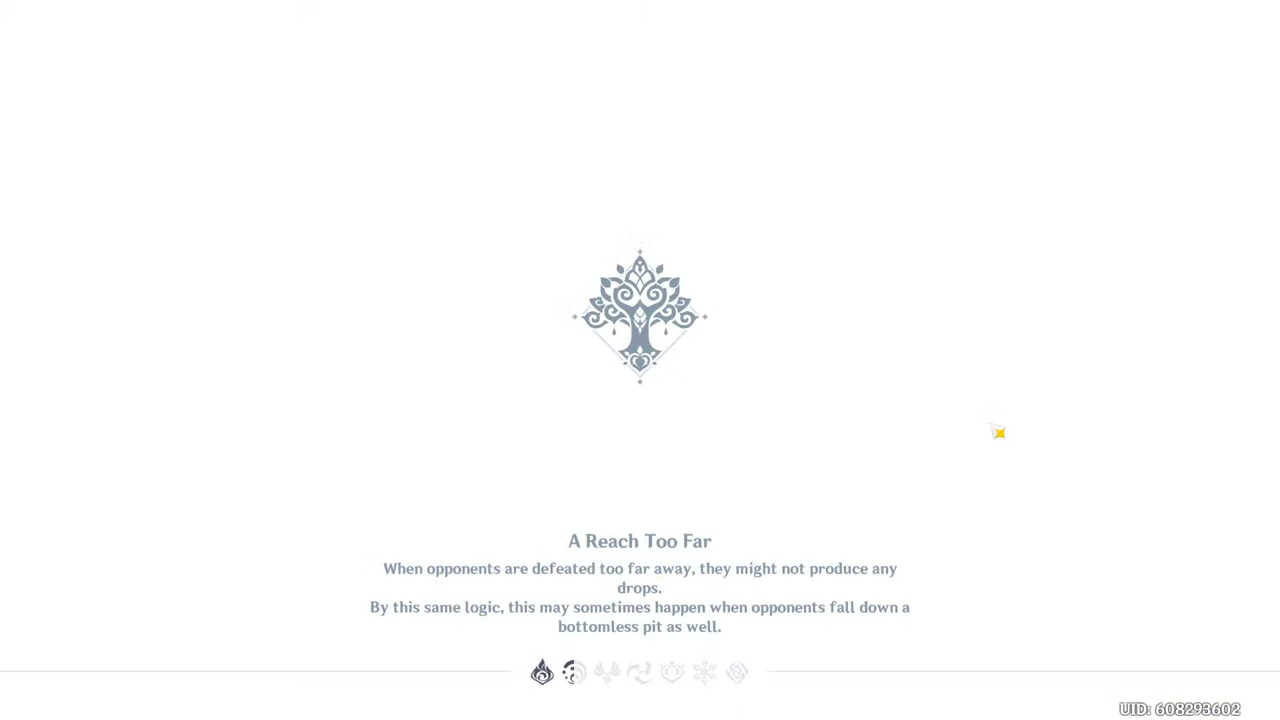 A Reach Too Far
When opponents are defeated too far away, they might not produce any
drops.
By this same logic, this may sometimes happen when opponents fall down a
bottomless pit as well.
UID: 608293602